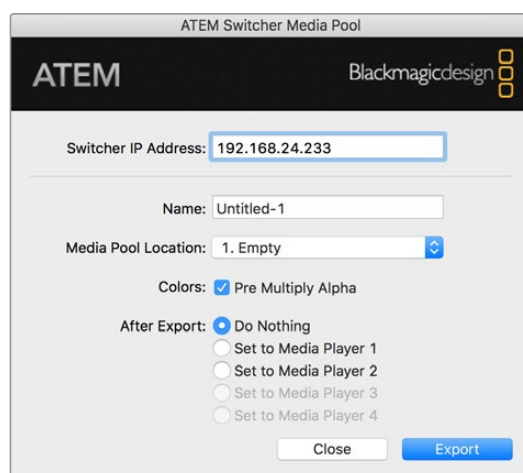 ATEM Switcher Media Pool
ATEM Blackmagicdesign
Switcher IP Address: 192.168.24.233
Name: Untitled-1
Media Pool Location: 1. Empty
Colors: Pre Multiply Alpha
After Export: Do Nothing
Set to Media Player 1
Set to Media Player 2
Set to Media Player 3
Set to Media Player 4
Close Export